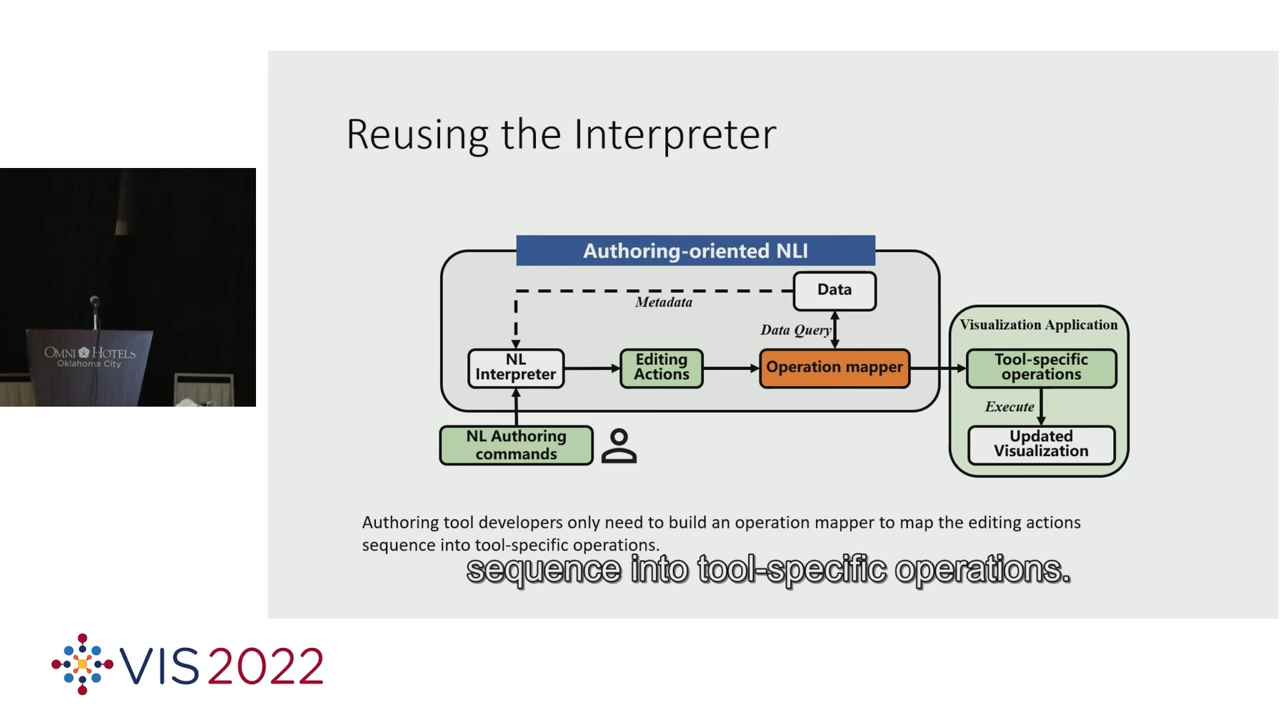 Reusing the Interpreter
Authoring-oriented NLI
Data
Metadata
Data Query
Visualization Application
NL
Interpreter
Editing
Actions
Operation mapper
Tool-specific
operations
Execute
NL Authoring
commands
Updated
Visualization
Authoring tool developers only need to build an operation mapper to map the editing actions
sequence into tool-specific operations.
sequence into tool-specific operations.
OMNI HOTELS
Oklahoma City
VIS2022